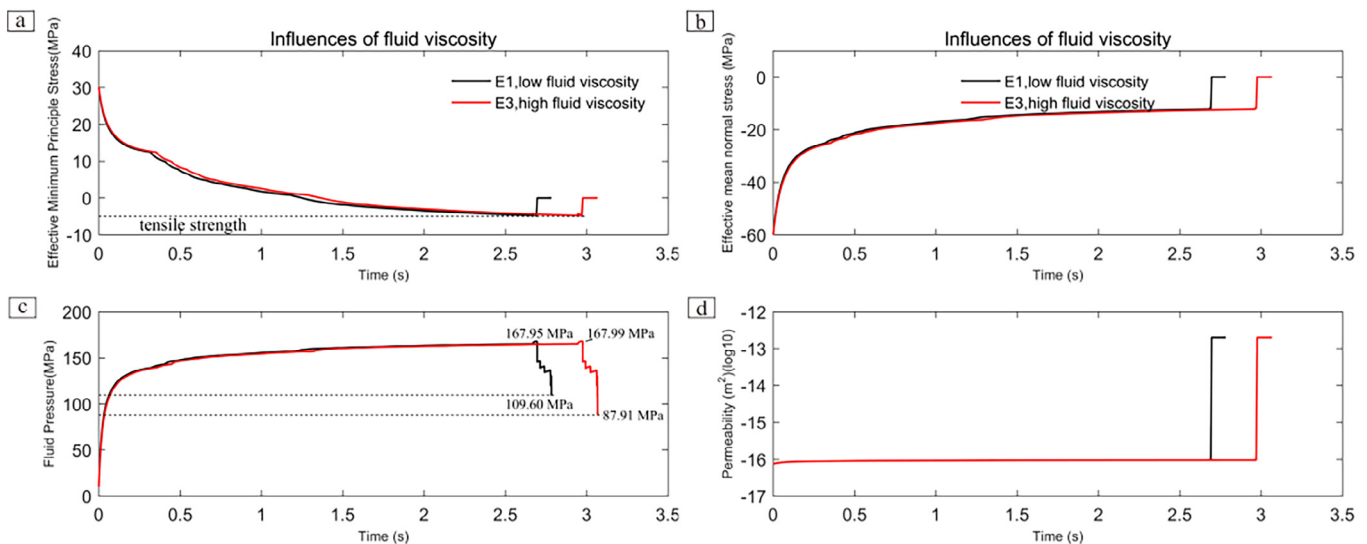 a
Influences of fluid viscosity
Effective Minimum Principle Stress(MPa)
40
30
20
10
0
-10
E1,low fluid viscosity
E3,high fluid viscosity
tensile strength
0 0.5 1 1.5 2 2.5 3 3.5
Time (s)
b
Influences of fluid viscosity
Effective mean normal stress (MPa)
0
-20
-40
-60
E1,low fluid viscosity
E3,high fluid viscosity
0 0.5 1 1.5 2 2.5 3 3.5
Time (s)
c
Fluid Pressure(MPa)
200
150
100
50
0
167.95 MPa
167.99 MPa
109.60 MPa
87.91 MPa
0 0.5 1 1.5 2 2.5 3 3.5
Time (s)
d
Permeability (m²)(log10)
-12
-13
-14
-15
-16
-17
0 0.5 1 1.5 2 2.5 3 3.5
Time (s)